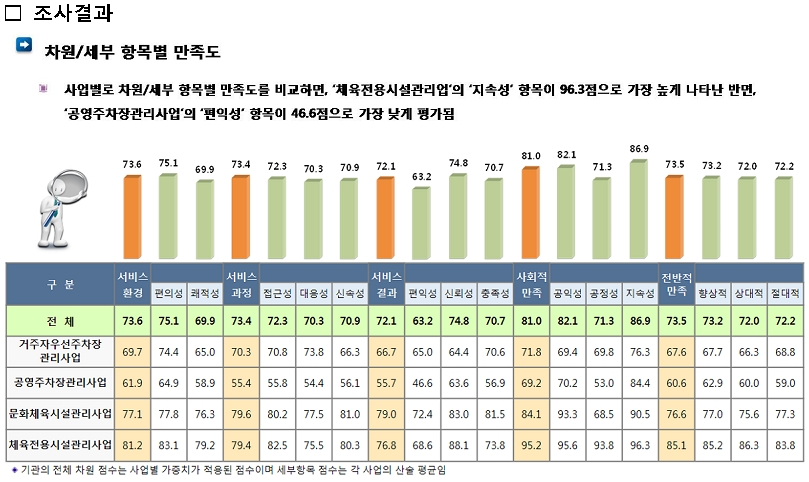 □ 조사결과
차원/세부 항목별 만족도
사업별로 차원/세부 항목별 만족도를 비교하면, '체육전용시설관리업'의 '지속성' 항목이 96.3점으로 가장 높게 나타난 반면,
'공영주차장관리사업'의 '편익성' 항목이 46.6점으로 가장 낮게 평가됨
73.6 75.1 69.9 73.4 72.3 70.3 70.9 72.1 63.2 74.8 70.7 81.0 82.1 71.3 86.9 73.5 73.2 72.0 72.2
구 분 서비스 환경 편의성 쾌적성 서비스 과정 접근성 대응성 신속성 서비스 결과 편익성 신뢰성 충족성 사회적 만족 공익성 공정성 지속성 전반적 만족 향상적 상대적 절대적
전 체 73.6 75.1 69.9 73.4 72.3 70.3 70.9 72.1 63.2 74.8 70.7 81.0 82.1 71.3 86.9 73.5 73.2 72.0 72.2
거주자우선주차장
관리사업 69.7 74.4 65.0 70.3 70.8 73.8 66.3 66.7 65.0 64.4 70.6 71.8 69.4 69.8 76.3 67.6 67.7 66.3 68.8
공영주차장관리사업 61.9 64.9 58.9 55.4 55.8 54.4 56.1 55.7 46.6 63.6 56.9 69.2 70.2 53.0 84.4 60.6 62.9 60.0 59.0
문화체육시설관리사업 77.1 77.8 76.3 79.6 80.2 77.5 81.0 79.0 72.4 83.0 81.5 84.1 93.3 68.5 90.5 76.6 77.0 75.6 77.3
체육전용시설관리사업 81.2 83.1 79.2 79.4 82.5 75.5 80.3 76.8 68.6 88.1 73.8 95.2 95.6 93.8 96.3 85.1 85.2 86.3 83.8
◈ 기관의 전체 차원 점수는 사업별 가중치가 적용된 점수이며 세부항목 점수는 각 사업의 산술 평균임